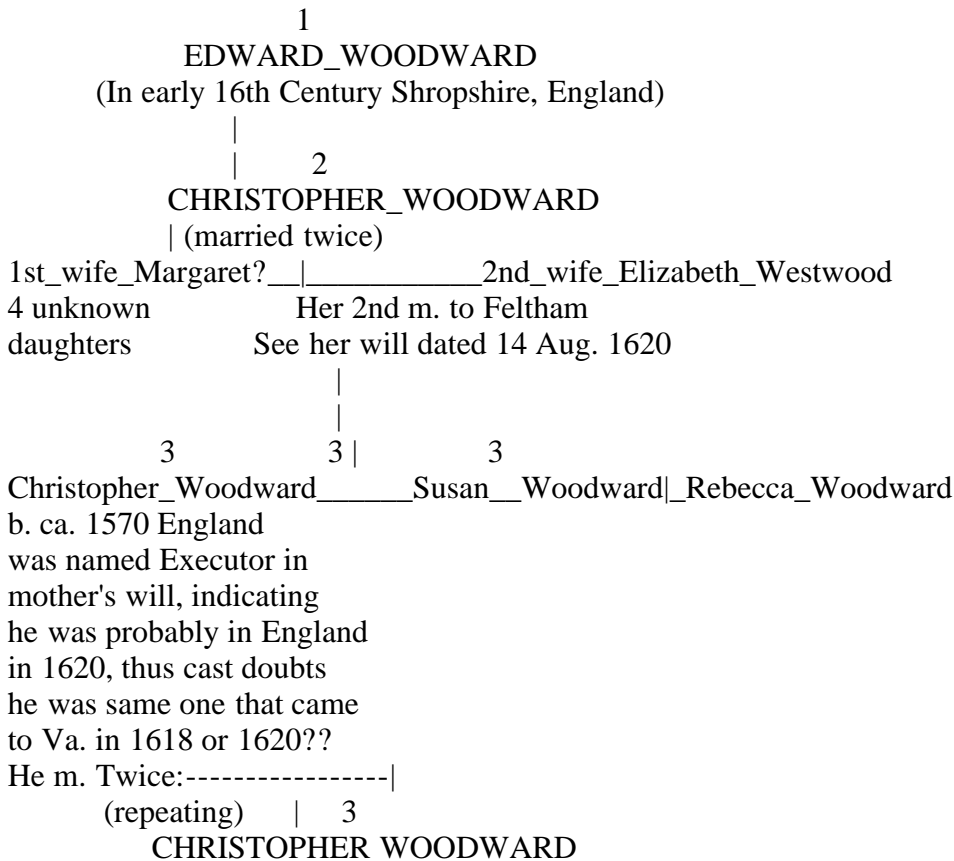 1
EDWARD_WOODWARD
(In early 16th Century Shropshire, England)
|
| 2
CHRISTOPHER_WOODWARD
| (married twice)
1st_wife_Margaret?__|___________2nd_wife_Elizabeth_Westwood
4 unknown Her 2nd m. to Feltham
daughters See her will dated 14 Aug. 1620
|
|
3 3 | 3
Christopher_Woodward______Susan__Woodward|_Rebecca_Woodward
b. ca. 1570 England
was named Executor in
mother's will, indicating
he was probably in England
in 1620, thus cast doubts
he was same one that came
to Va. in 1618 or 1620??
He m. Twice:-----------------|
(repeating) | 3
CHRISTOPHER WOODWARD